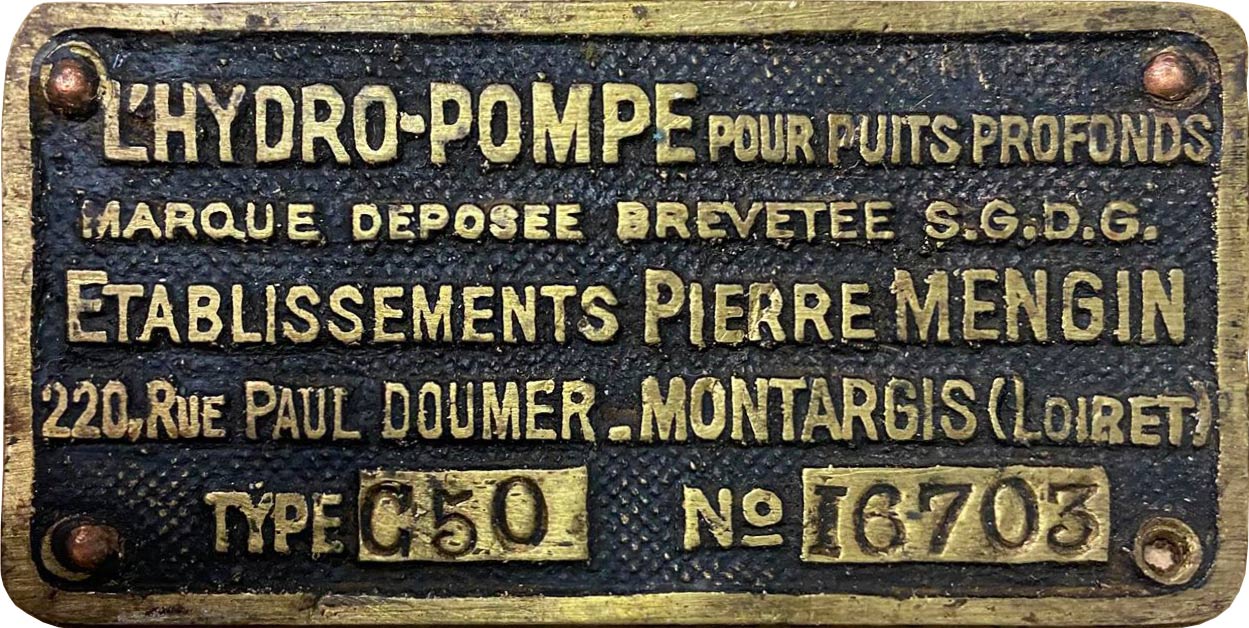 L'HYDRO-POMPE POUR PUITS PROFONDS
MARQUE DEPOSEE BREVETEE S.G.D.G.
ETABLISSEMENTS PIERRE MENGIN
220, RUE PAUL DOUMER - MONTARGIS (LOIRET)
TYPE C50 No 16703